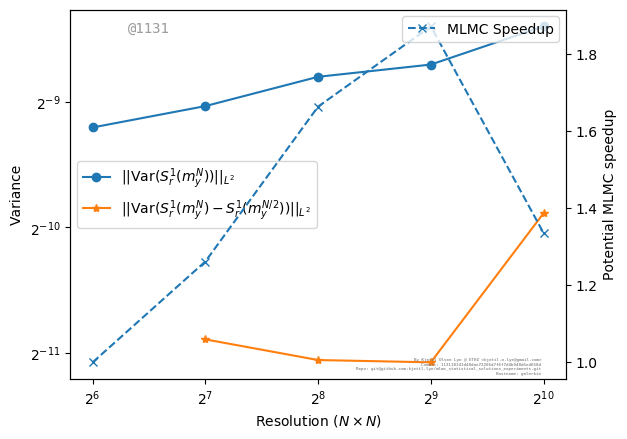 @1131
MLMC Speedup
||Var(S_r^1(m_y^N))||_{L^2}
||Var(S_r^1(m_y^N) − S_r^1(m_y^{N/2}))||_{L^2}
Variance
2^{−9}
2^{−10}
2^{−11}
Potential MLMC speedup
1.8
1.6
1.4
1.2
1.0
2^6 2^7 2^8 2^9 2^{10}
Resolution (N × N)